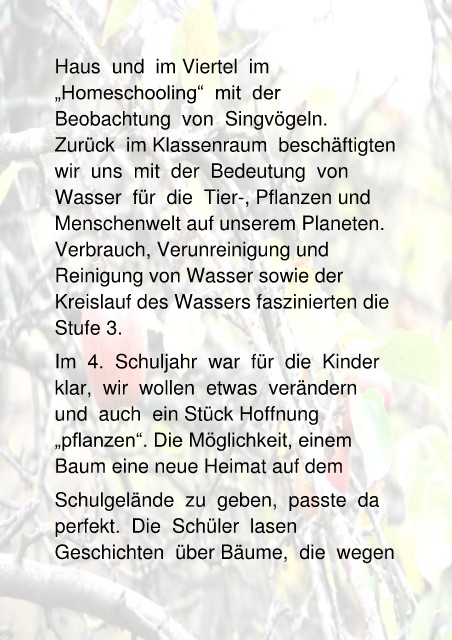 Haus und im Viertel im
„Homeschooling“ mit der
Beobachtung von Singvögeln.
Zurück im Klassenraum beschäftigten
wir uns mit der Bedeutung von
Wasser für die Tier-, Pflanzen und
Menschenwelt auf unserem Planeten.
Verbrauch, Verunreinigung und
Reinigung von Wasser sowie der
Kreislauf des Wassers faszinierten die
Stufe 3.
Im 4. Schuljahr war für die Kinder
klar, wir wollen etwas verändern
und auch ein Stück Hoffnung
„pflanzen“. Die Möglichkeit, einem
Baum eine neue Heimat auf dem
Schulgelände zu geben, passte da
perfekt. Die Schüler lasen
Geschichten über Bäume, die wegen